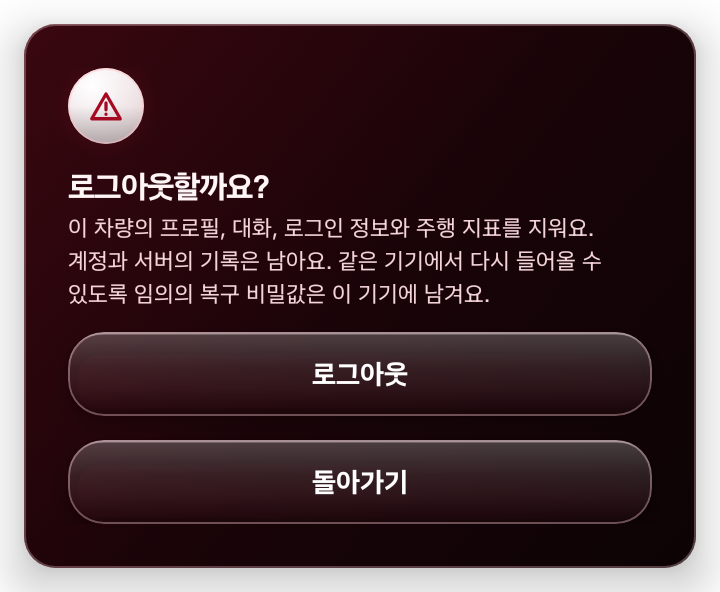 로그아웃할까요?
이 차량의 프로필, 대화, 로그인 정보와 주행 지표를 지워요.
계정과 서버의 기록은 남아요. 같은 기기에서 다시 들어올 수
있도록 임의의 복구 비밀값은 이 기기에 남겨요.
로그아웃
돌아가기